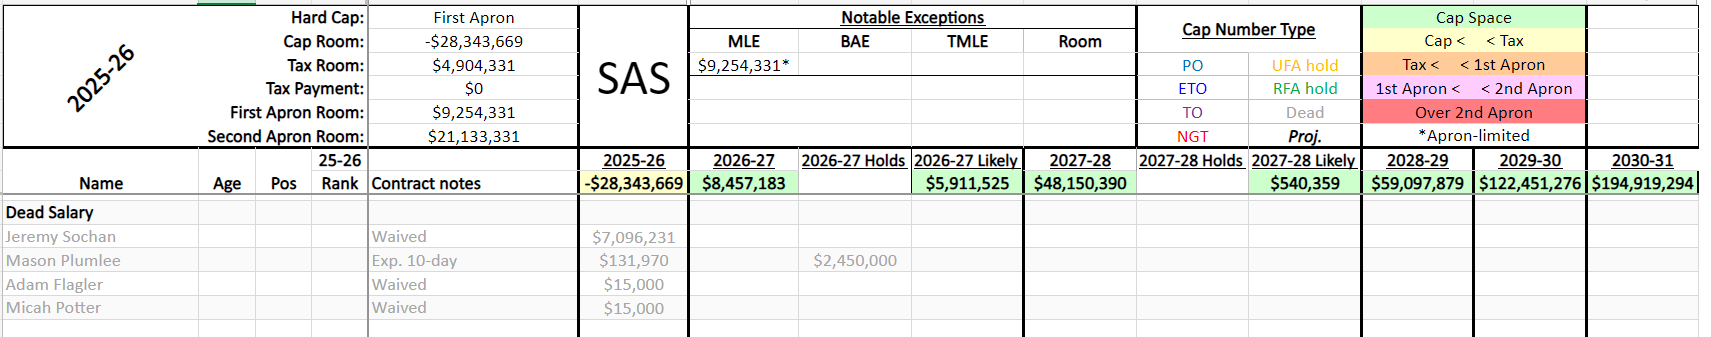 2025-26
Hard Cap: First Apron
Cap Room: -$28,343,669
Tax Room: $4,904,331
Tax Payment: $0
First Apron Room: $9,254,331
Second Apron Room: $21,133,331
SAS
Notable Exceptions
MLE BAE TMLE Room
$9,254,331*
Cap Number Type
PO UFA hold
ETO RFA hold
TO Dead
NGT Proj.
Cap Space
Cap < < Tax
Tax < < 1st Apron
1st Apron < < 2nd Apron
Over 2nd Apron
*Apron-limited
25-26 2025-26 2026-27 2026-27 Holds 2026-27 Likely 2027-28 2027-28 Holds 2027-28 Likely 2028-29 2029-30 2030-31
Name Age Pos Rank Contract notes -$28,343,669 $8,457,183 $5,911,525 $48,150,390 $540,359 $59,097,879 $122,451,276 $194,919,294
Dead Salary
Jeremy Sochan Waived $7,096,231
Mason Plumlee Exp. 10-day $131,970 $2,450,000
Adam Flagler Waived $15,000
Micah Potter Waived $15,000